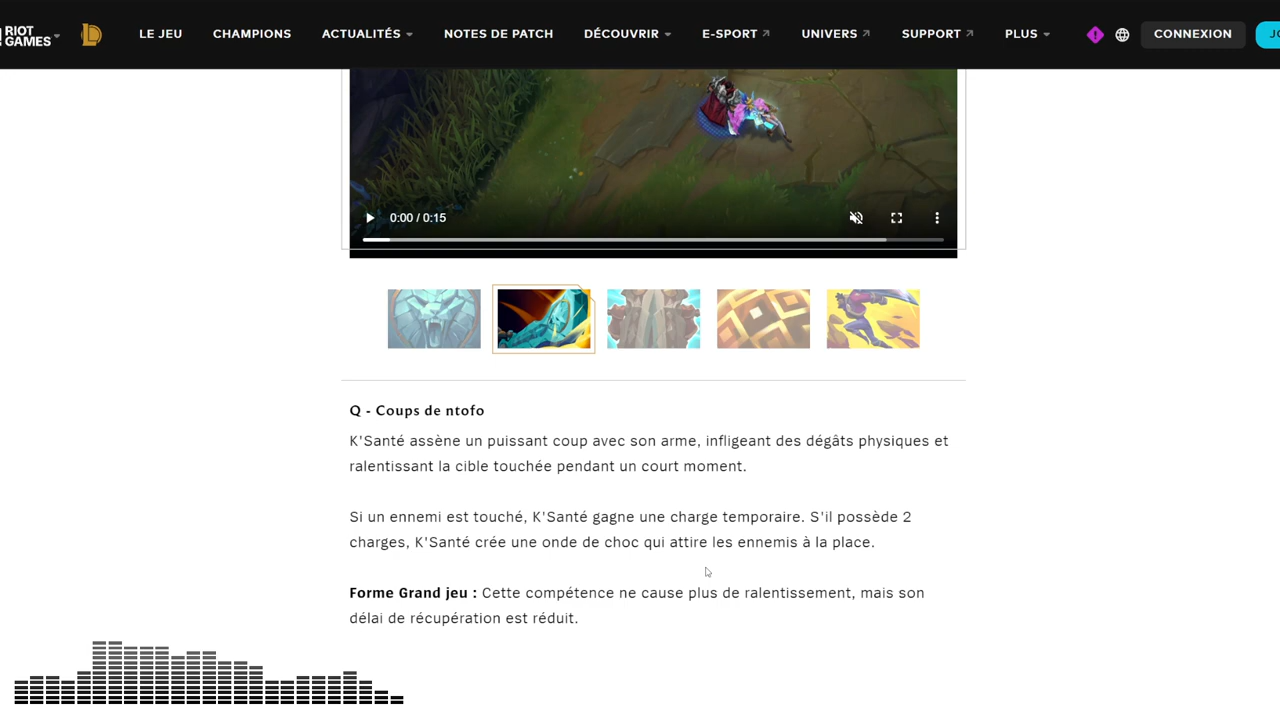 RIOT
GAMES
LE JEU
CHAMPIONS
ACTUALITÉS
NOTES DE PATCH
DÉCOUVRIR
E-SPORT
UNIVERS
SUPPORT
PLUS
CONNEXION
0:00 / 0:15
Q - Coups de ntofo
K'Santé assène un puissant coup avec son arme, infligeant des dégâts physiques et
ralentissant la cible touchée pendant un court moment.
Si un ennemi est touché, K'Santé gagne une charge temporaire. S'il possède 2
charges, K'Santé crée une onde de choc qui attire les ennemis à la place.
Forme Grand jeu : Cette compétence ne cause plus de ralentissement, mais son
délai de récupération est réduit.